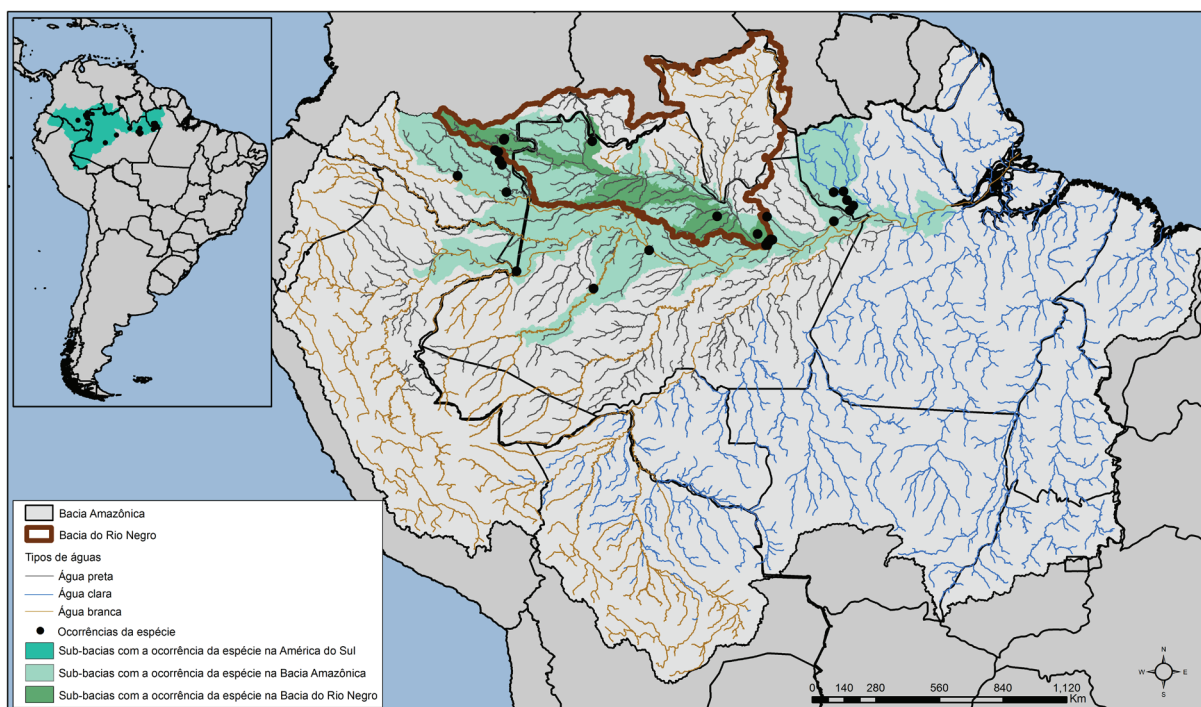 Bacia Amazônica
Bacia do Rio Negro
Tipos de águas
Água preta
Água clara
Água branca
Ocorrências da espécie
Sub-bacias com a ocorrência da espécie na América do Sul
Sub-bacias com a ocorrência da espécie na Bacia Amazônica
Sub-bacias com a ocorrência da espécie na Bacia do Rio Negro
N
W E
S
0 140 280 560 840 1,120
Km